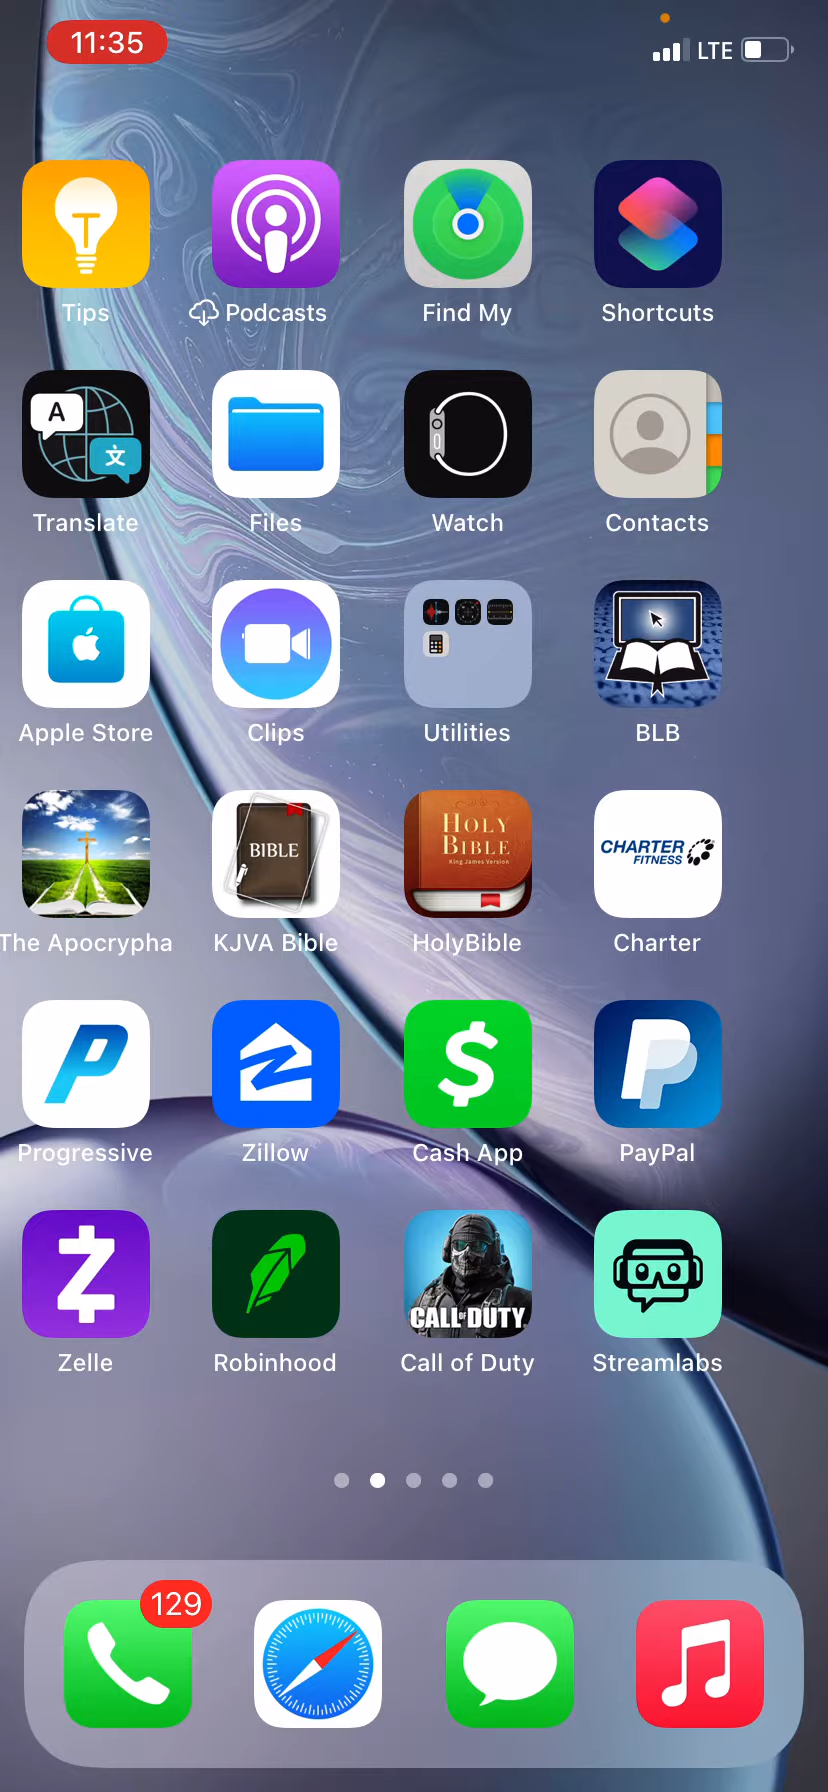 11:35
LTE
Tips
Podcasts
Find My
Shortcuts
A
文
Translate
Files
Watch
Contacts
Apple Store
Clips
Utilities
BLB
BIBLE
HOLY
BIBLE
King James Version
CHARTER
FITNESS
The Apocrypha
KJVA Bible
HolyBible
Charter
Progressive
Zillow
Cash App
PayPal
CALL OF DUTY
Zelle
Robinhood
Call of Duty
Streamlabs
129